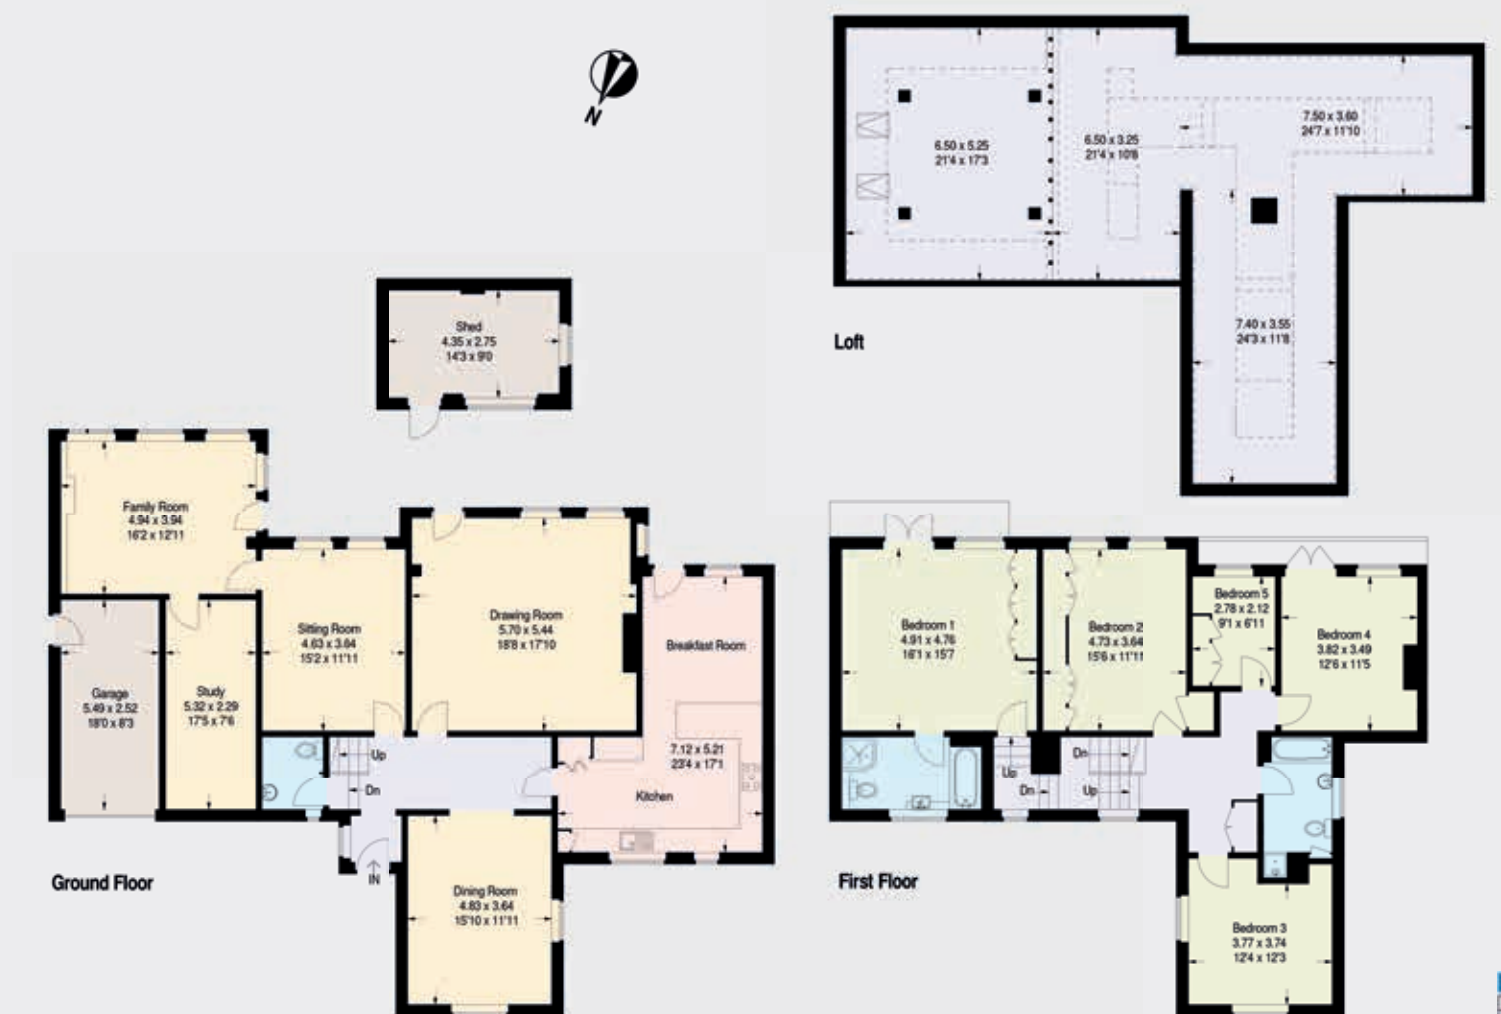 N
6.50 x 5.25
21'4 x 17'3
6.50 x 3.25
21'4 x 10'8
7.50 x 3.60
24'7 x 11'10
7.40 x 3.55
24'3 x 11'8
Loft
Shed
4.35 x 2.75
14'3 x 9'0
Family Room
4.94 x 3.94
16'2 x 12'11
Sitting Room
4.63 x 3.64
15'2 x 11'11
Drawing Room
5.70 x 5.44
18'8 x 17'10
Breakfast Room
Garage
5.49 x 2.52
18'0 x 8'3
Study
5.32 x 2.29
17'5 x 7'6
Up
Dn
7.12 x 5.21
23'4 x 17'1
Kitchen
IN
Dining Room
4.83 x 3.64
15'10 x 11'11
Ground Floor
Bedroom 1
4.91 x 4.76
16'1 x 15'7
Bedroom 2
4.73 x 3.64
15'6 x 11'11
Bedroom 5
2.78 x 2.12
9'1 x 6'11
Bedroom 4
3.82 x 3.49
12'6 x 11'5
Up
Dn
Dn
Up
Bedroom 3
3.77 x 3.74
12'4 x 12'3
First Floor